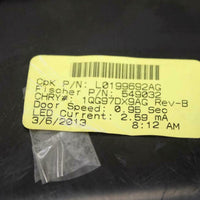 CpK P/N: L0199692AG
Fischer P/N: 549032
CHRY#: 1QG97DX9AG Rev-B
Door Speed: 0.95 Sec
LED Current: 2.59 mA
3/6/2013 8:12 AM